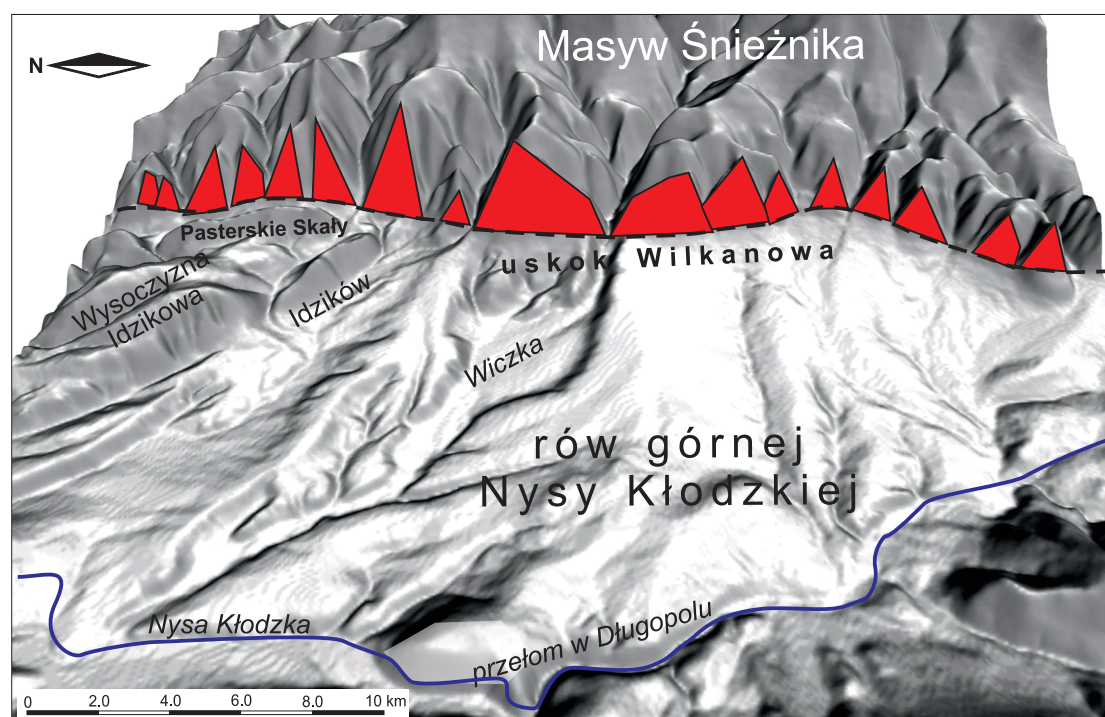 Masyw Śnieżnika
N
Pasterskie Skały
uskok Wilkanowa
Wysoczyzna
Idzikowa
Idzików
Wiczka
rów górnej
Nysy Kłodzkiej
Nysa Kłodzka
przełom w Długopolu
0 2.0 4.0 6.0 8.0 10 km